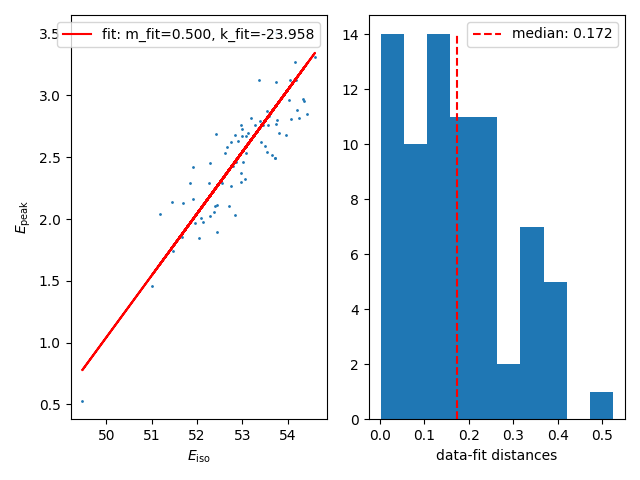 fit: m_fit=0.500, k_fit=-23.958
3.5
3.0
2.5
2.0
1.5
1.0
0.5
E_peak
50 51 52 53 54
E_iso
median: 0.172
14
12
10
8
6
4
2
0
0.0 0.1 0.2 0.3 0.4 0.5
data-fit distances